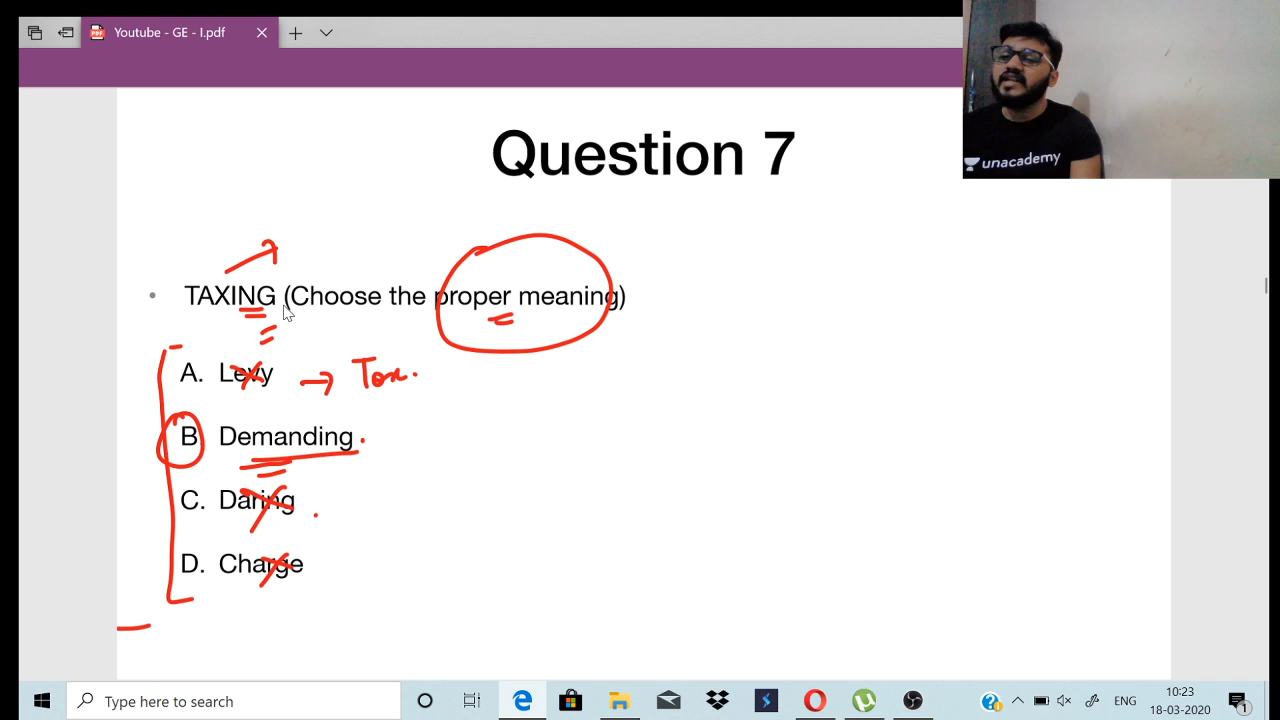 Youtube - GE - I.pdf
unacademy
Question 7
• TAXING (Choose the proper meaning)
A. Levy → Tax.
B Demanding
C. Daring
D. Charge
Type here to search
ENG
10:23
18-03-2020
1